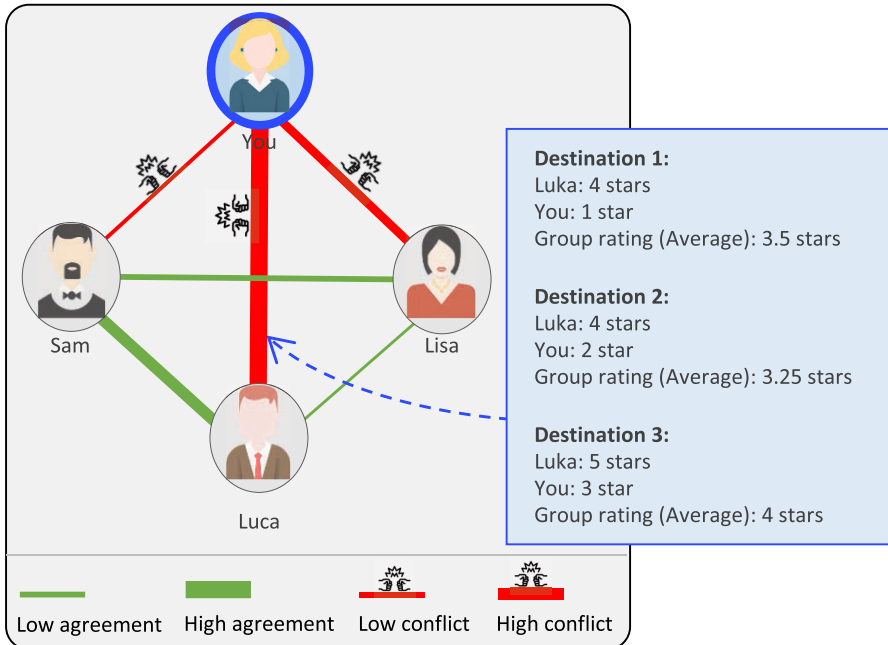 You
Sam
Lisa
Luca
Destination 1:
Luka: 4 stars
You: 1 star
Group rating (Average): 3.5 stars
Destination 2:
Luka: 4 stars
You: 2 star
Group rating (Average): 3.25 stars
Destination 3:
Luka: 5 stars
You: 3 star
Group rating (Average): 4 stars
Low agreement
High agreement
Low conflict
High conflict